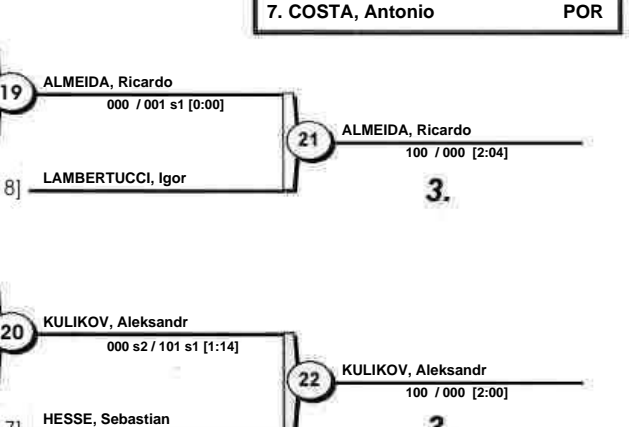 7. COSTA, Antonio POR
19
ALMEIDA, Ricardo
000 / 001 s1 [0:00]
21
ALMEIDA, Ricardo
100 / 000 [2:04]
8]
LAMBERTUCCI, Igor
3.
20
KULIKOV, Aleksandr
000 s2 / 101 s1 [1:14]
22
KULIKOV, Aleksandr
100 / 000 [2:00]
HESSE, Sebastian